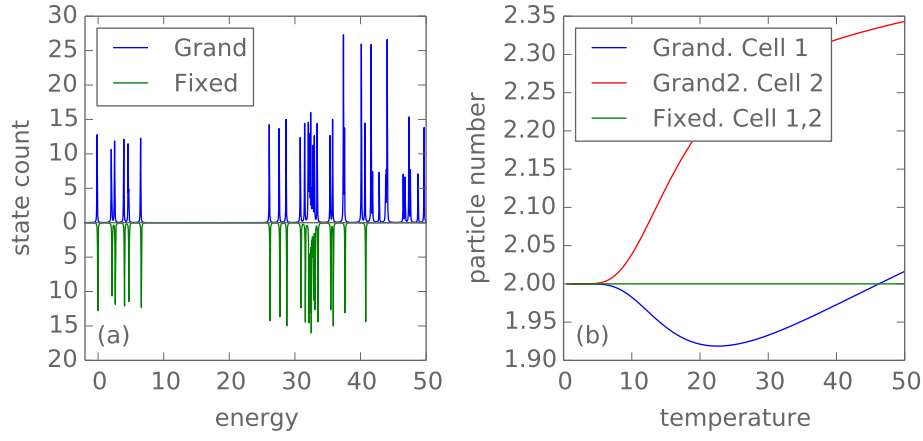 30
25
20
15
10
5
0
5
10
15
20
state count
Grand
Fixed
(a)
0 10 20 30 40 50
energy
2.35
2.30
2.25
2.20
2.15
2.10
2.05
2.00
1.95
1.90
particle number
Grand. Cell 1
Grand2. Cell 2
Fixed. Cell 1,2
(b)
0 10 20 30 40 50
temperature